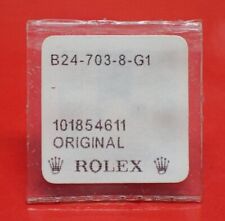 B24-703-8-G1
-
101854611
ORIGINAL
ROLEX